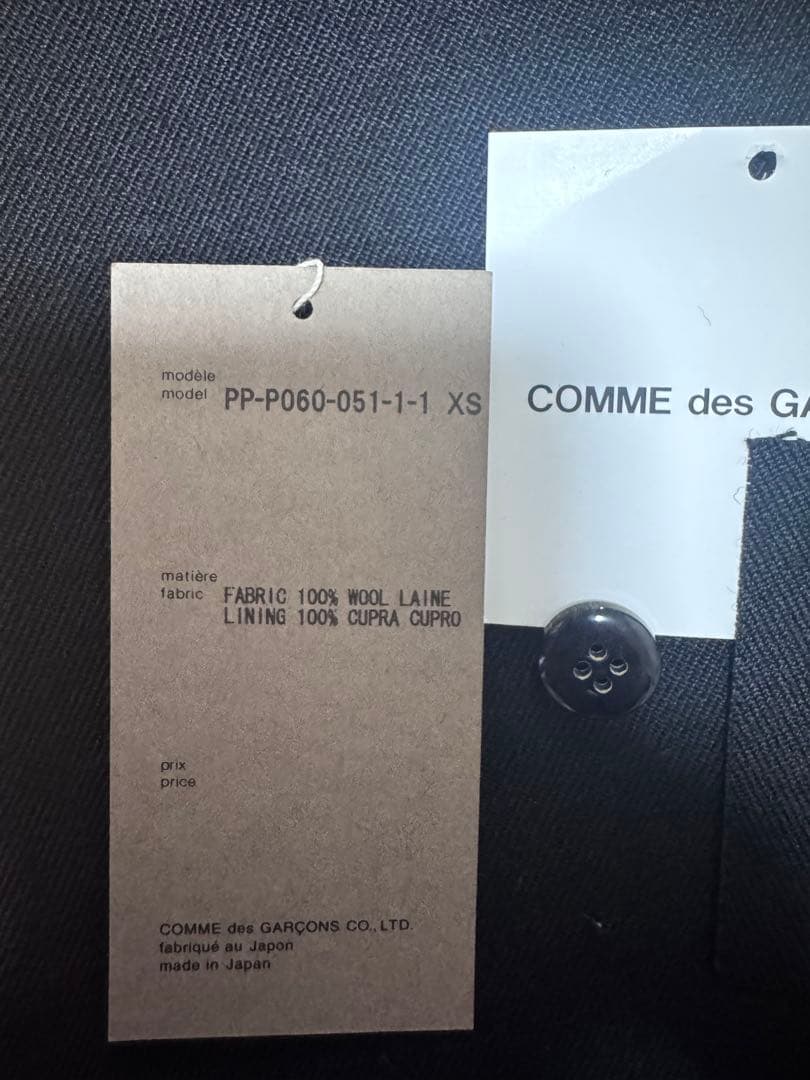 modèle
model PP-P060-051-1-1 XS
COMME des
matière
fabric FABRIC 100% WOOL LAINE
LINING 100% CUPRA CUPRO
prix
price
COMME des GARÇONS CO., LTD.
fabriqué au Japon
made in Japan